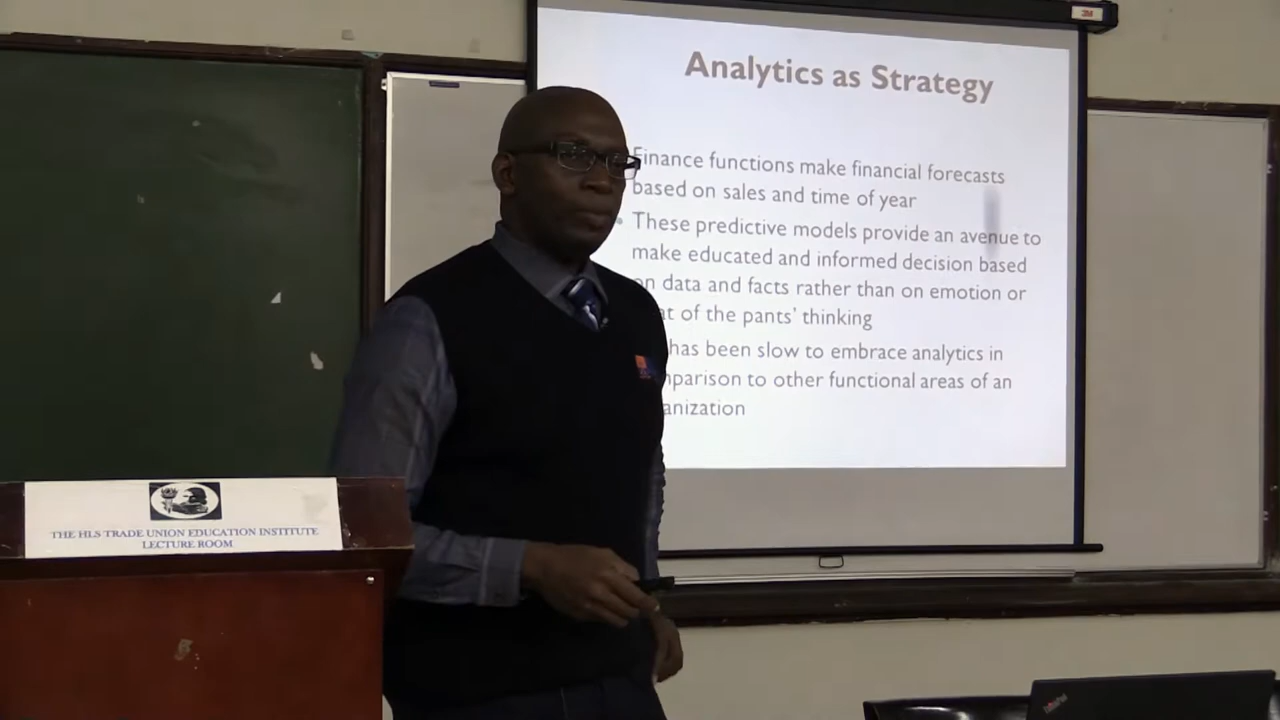 3M
Analytics as Strategy
Finance functions make financial forecasts
based on sales and time of year
These predictive models provide an avenue to
make educated and informed decision based
on data and facts rather than on emotion or
of the pants' thinking
has been slow to embrace analytics in
to other functional areas of an
THE HLS TRADE UNION EDUCATION INSTITUTE
LECTURE ROOM
ThinkPad